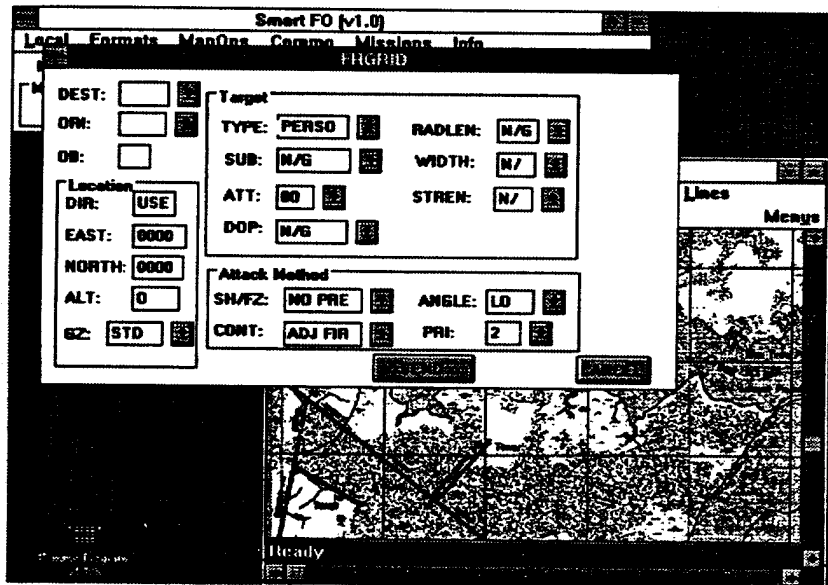 Smart FO (v1.0)
Local Formats MapOps Commo Missions Info
FRGRID
DEST:
ORI:
OB:
Location
DIR: USE
EAST: 0000
NORTH: 0000
ALT: 0
GZ: STD
Target
TYPE: PERSO
SUB: N/G
ATT: 00
DOP: N/G
RADLEN: N/G
WIDTH: N/
STREN: N/
Attack Method
SH/FZ: NO PRE
CONT: ADJ FIR
ANGLE: LO
PRI: 2
Lines
Menus
Ready